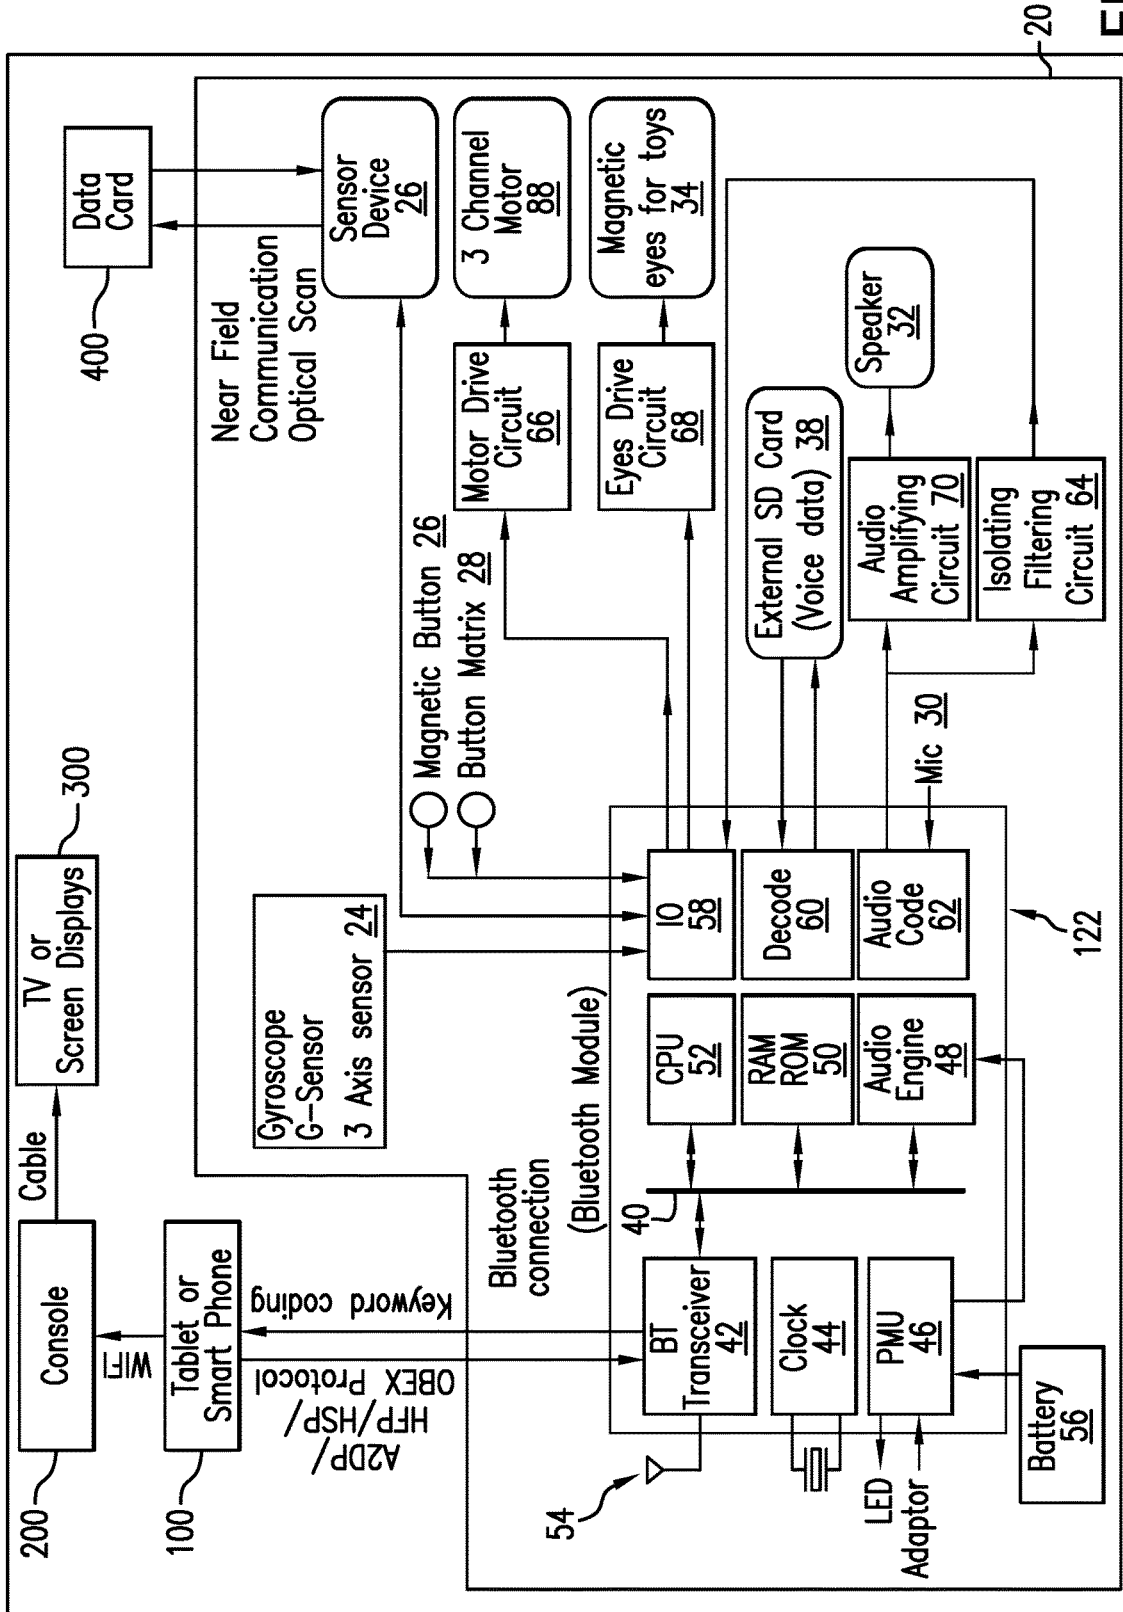 200
Console
Cable
TV or
Screen Displays
300
WIFI
100
Tablet or
Smart Phone
Keyword coding
A2DP/
HFP/HSP/
OBEX Protocol
Bluetooth
connection
Gyroscope
G-Sensor
3 Axis sensor 24
400
Data
Card
Near Field
Communication
Optical Scan
Sensor
Device
26
Magnetic Button 26
Button Matrix 28
Motor Drive
Circuit
66
3 Channel
Motor
88
Eyes Drive
Circuit
68
Magnetic
eyes for toys
34
(Bluetooth Module)
54
40
BT
Transceiver
42
CPU
52
IO
58
Clock
44
RAM
ROM
50
Decode
60
External SD Card
(Voice data) 38
Speaker
32
LED
Adaptor
PMU
46
Audio
Engine
48
Audio
Code
62
Mic 30
Audio
Amplifying
Circuit 70
Isolating
Filtering
Circuit 64
Battery
56
122
20